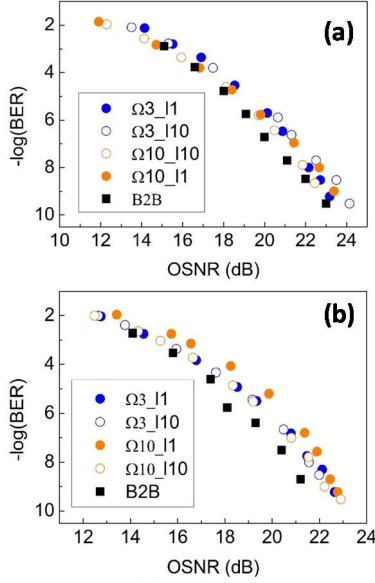 (a)
2
4
6
8
10
-log(BER)
Ω3_l1
Ω3_l10
Ω10_l10
Ω10_l1
B2B
10 12 14 16 18 20 22 24
OSNR (dB)
(b)
2
4
6
8
10
-log(BER)
Ω3_l1
Ω3_l10
Ω10_l1
Ω10_l10
B2B
12 14 16 18 20 22 24
OSNR (dB)